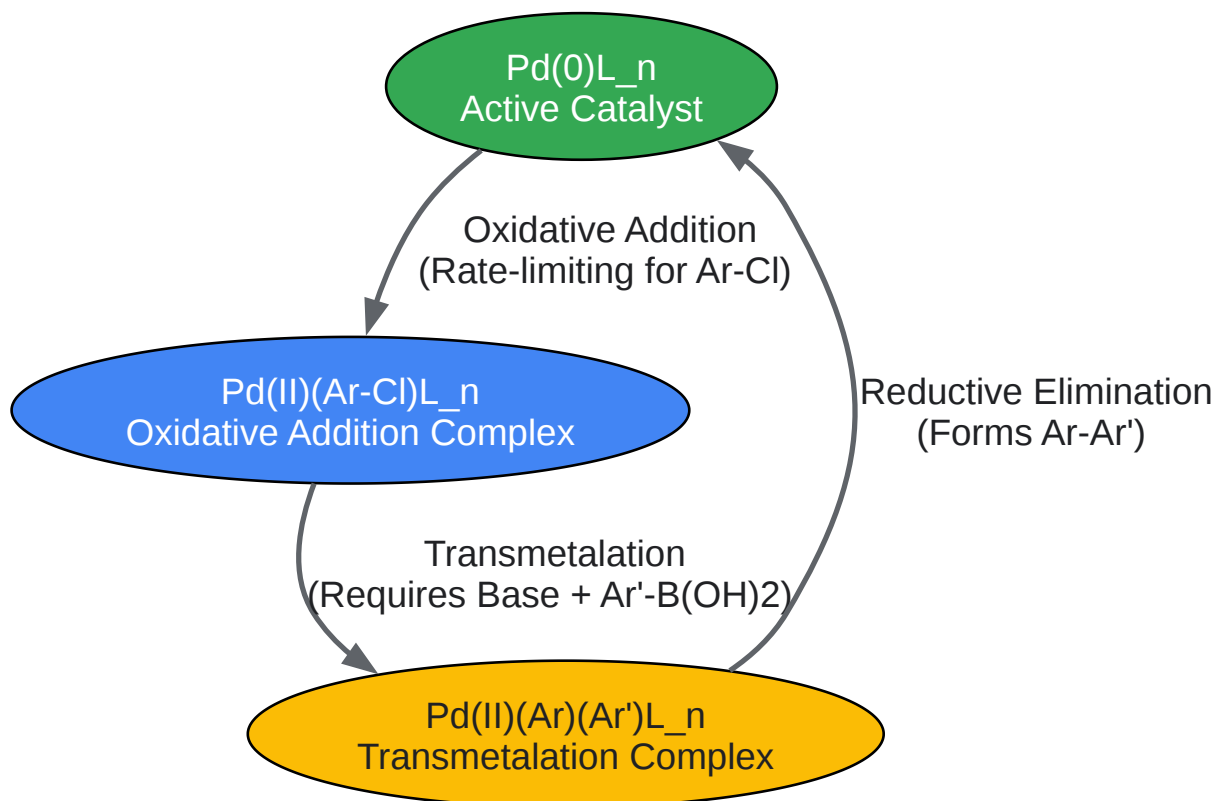 Pd(0)L_n
Active Catalyst
Oxidative Addition
(Rate-limiting for Ar-Cl)
Pd(II)(Ar-Cl)L_n
Oxidative Addition Complex
Reductive Elimination
(Forms Ar-Ar')
Transmetalation
(Requires Base + Ar'-B(OH)2)
Pd(II)(Ar)(Ar')L_n
Transmetalation Complex